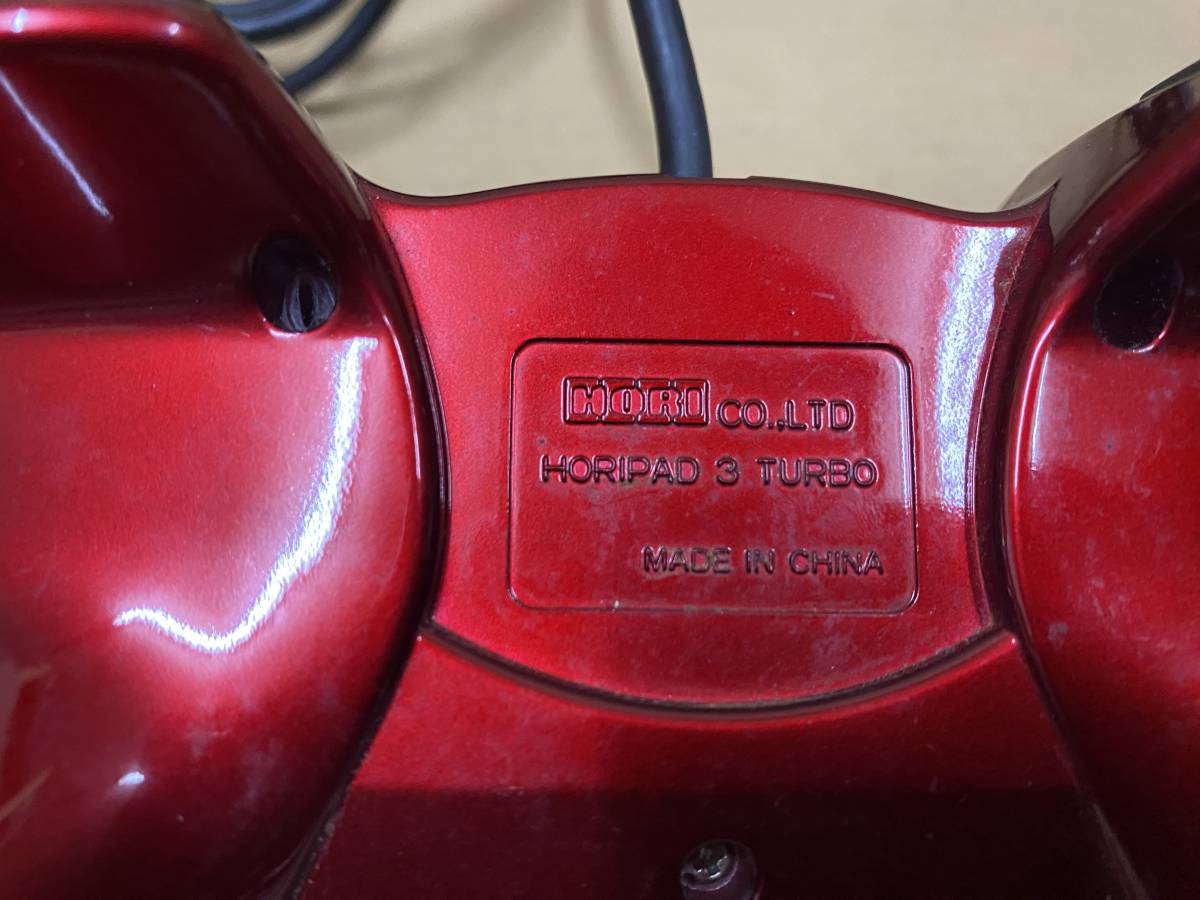 HORI CO.,LTD
HORIPAD 3 TURBO
MADE IN CHINA